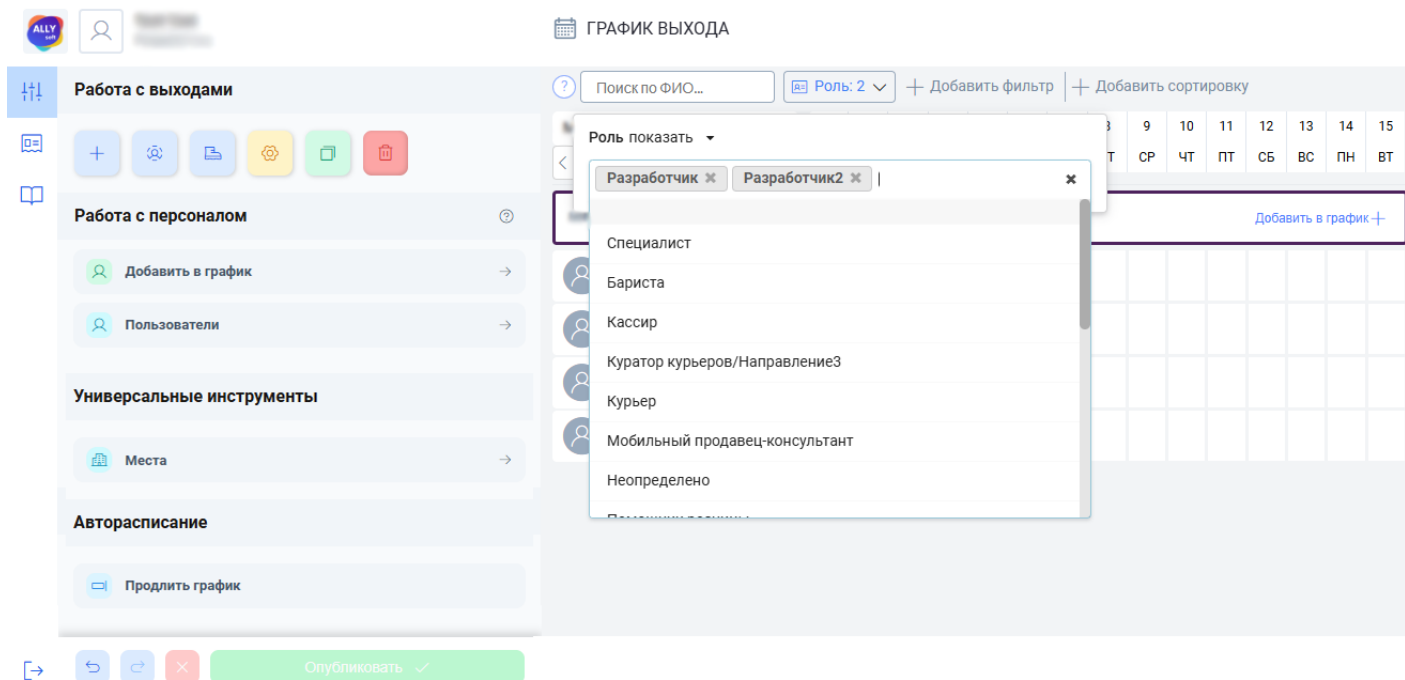 ALLY
soft
ГРАФИК ВЫХОДА
Работа с выходами
? Поиск по ФИО... Роль: 2 Добавить фильтр Добавить сортировку
9 10 11 12 13 14 15
СР ЧТ ПТ СБ ВС ПН ВТ
Роль показать
Разработчик Разработчик2
Работа с персоналом ?
Добавить в график
Добавить в график
Пользователи
Универсальные инструменты
Места
Авторасписание
Продлить график
Опубликовать
Специалист
Бариста
Кассир
Куратор курьеров/Направление3
Курьер
Мобильный продавец-консультант
Неопределено